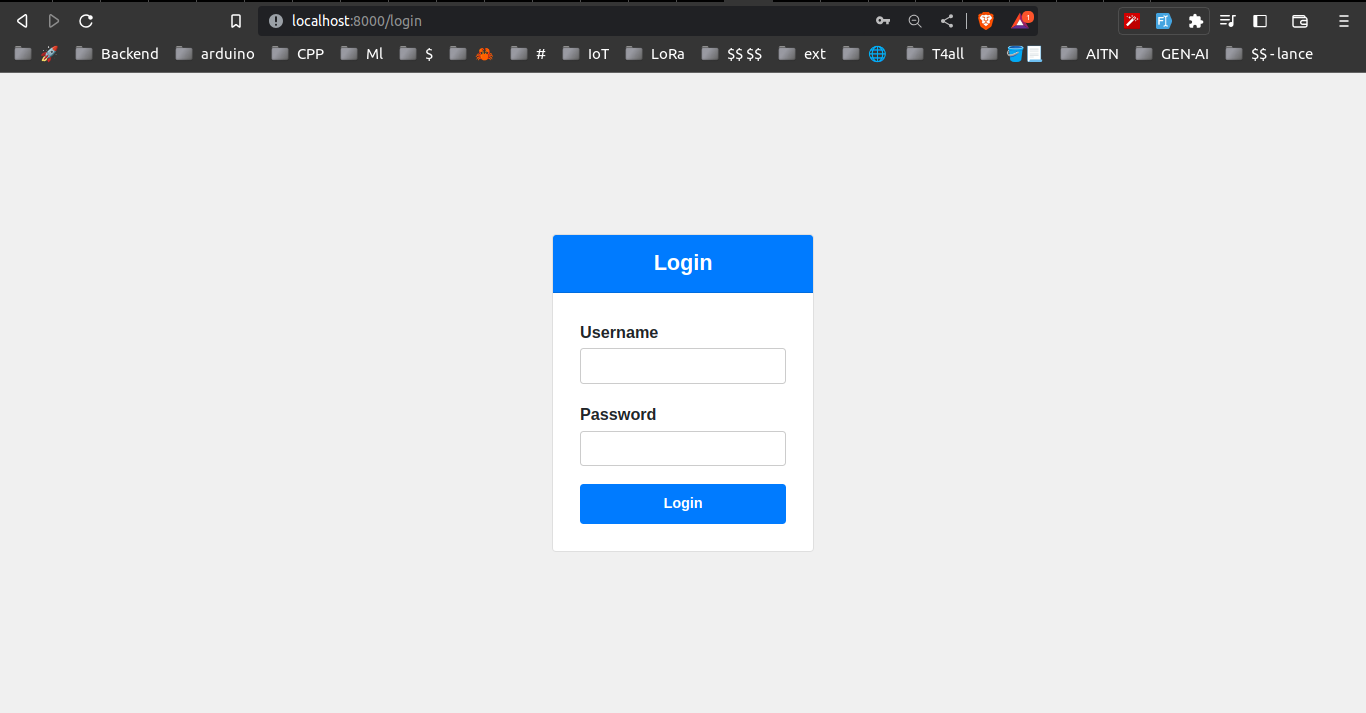 localhost:8000/login
1
Backend arduino CPP Ml $ # IoT LoRa $$$$ ext T4all AITN GEN-AI $$-lance
Login
Username
Password
Login